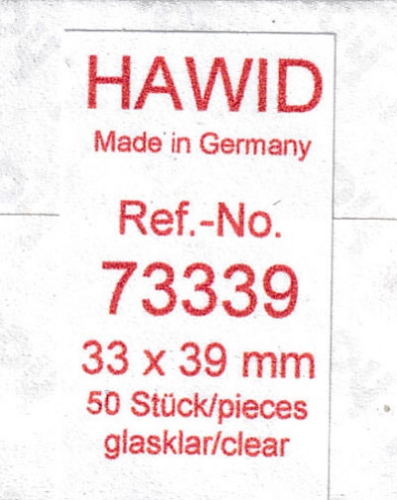 HAWID
Made in Germany
Ref.-No.
73339
33 x 39 mm
50 Stück/pieces
glasklar/clear